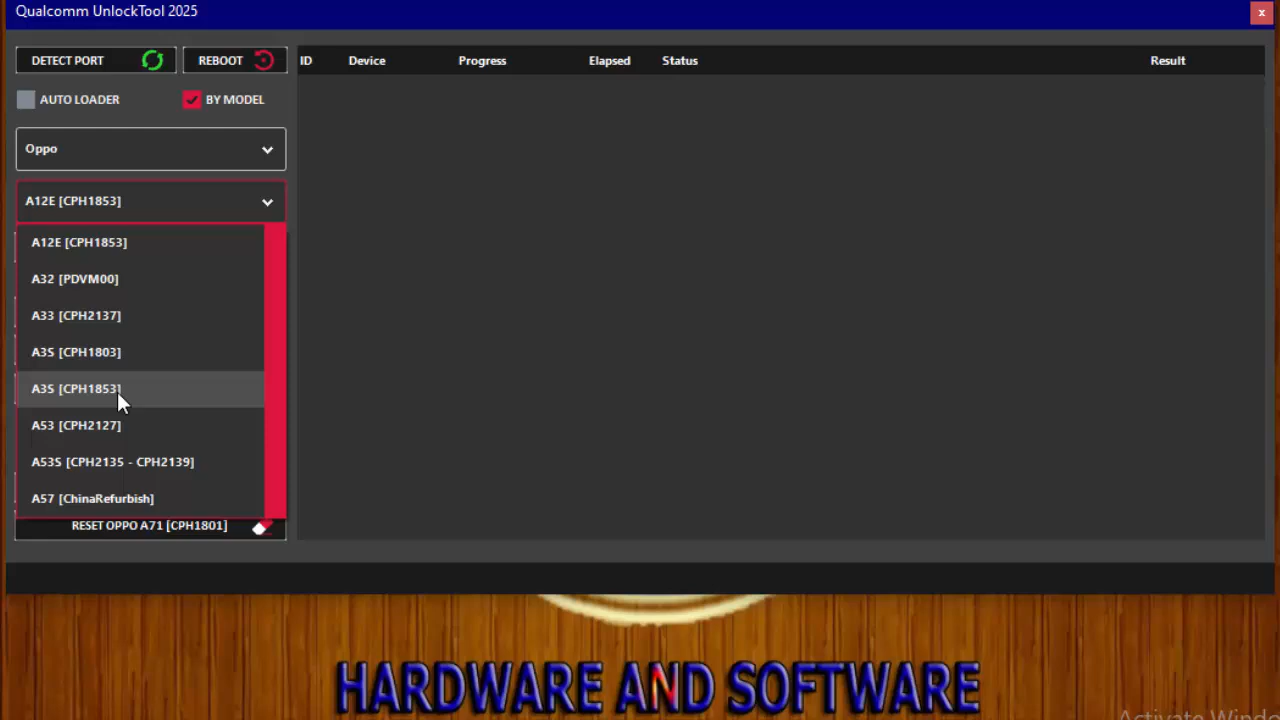 Qualcomm UnlockTool 2025
x
DETECT PORT
REBOOT
ID Device Progress Elapsed Status Result
AUTO LOADER
BY MODEL
Oppo
A12E [CPH1853]
A12E [CPH1853]
A32 [PDVM00]
A33 [CPH2137]
A3S [CPH1803]
A3S [CPH1853]
A53 [CPH2127]
A53S [CPH2135 - CPH2139]
A57 [ChinaRefurbish]
RESET OPPO A71 [CPH1801]
HARDWARE AND SOFTWARE
Activate